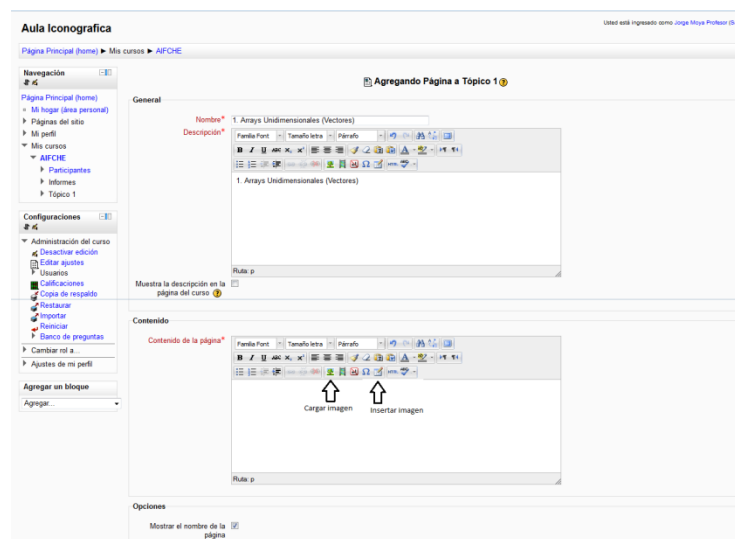 Aula Iconografica
Usted está ingresado como Jorge Moya Profesor (S
Página Principal (home) ► Mis cursos ► AIFCHE
Navegación
Página Principal (home)
Mi hogar (área personal)
Páginas del sitio
Mi perfil
Mis cursos
AIFCHE
Participantes
Informes
Tópico 1
Configuraciones
Administración del curso
Desactivar edición
Editar ajustes
Usuarios
Calificaciones
Copia de respaldo
Restaurar
Importar
Reiniciar
Banco de preguntas
Cambiar rol a...
Ajustes de mi perfil
Agregar un bloque
Agregar...
Agregando Página a Tópico 1
General
Nombre* 1. Arrays Unidimensionales (Vectores)
Descripción*
Familia Font Tamaño letra Párrafo
B I U ABC X, x'
HTML ABC
1. Arrays Unidimensionales (Vectores)
Ruta: p
Muestra la descripción en la
página del curso
Contenido
Contenido de la página*
Familia Font Tamaño letra Párrafo
B I U ABC X, x'
HTML ABC
Cargar imagen Insertar imagen
Ruta: p
Opciones
Mostrar el nombre de la
página